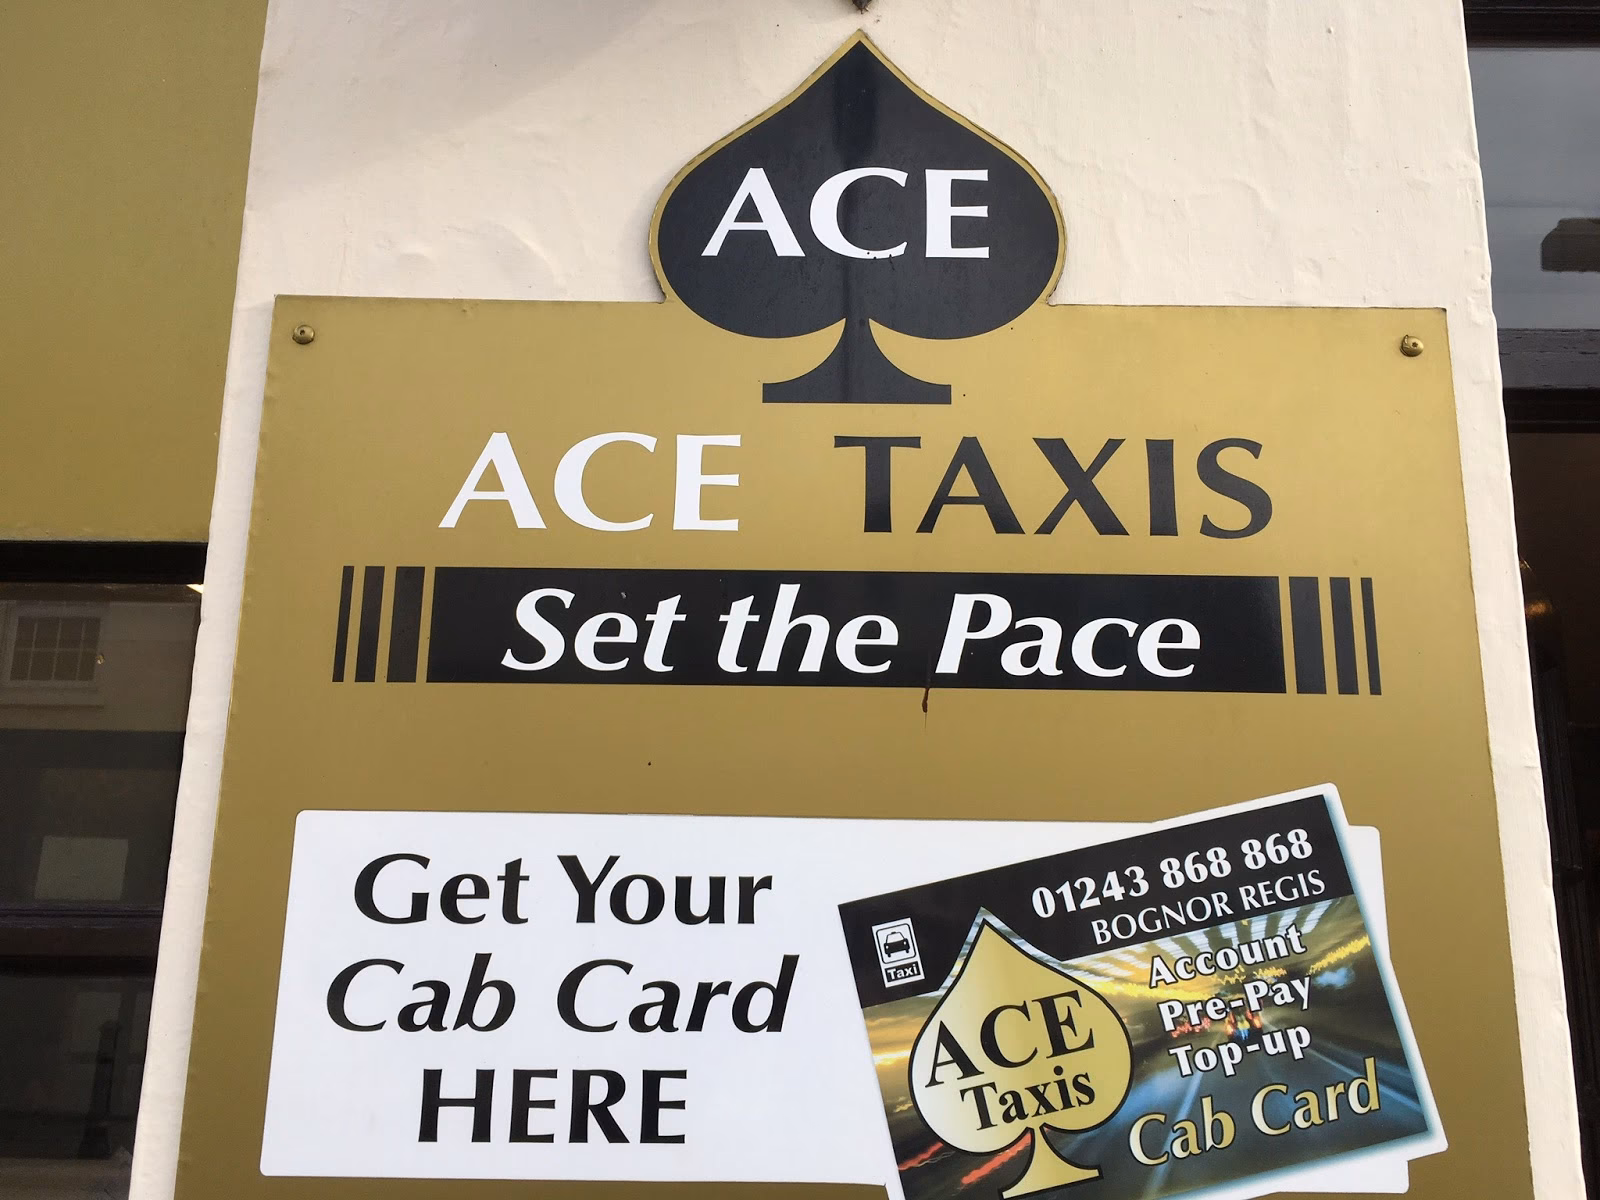 ACE
ACE TAXIS
Set the Pace
Get Your
Cab Card
HERE
01243 868 868
BOGNOR REGIS
Taxi
Account
Pre-Pay
Top-up
ACE
Taxis
Cab Card